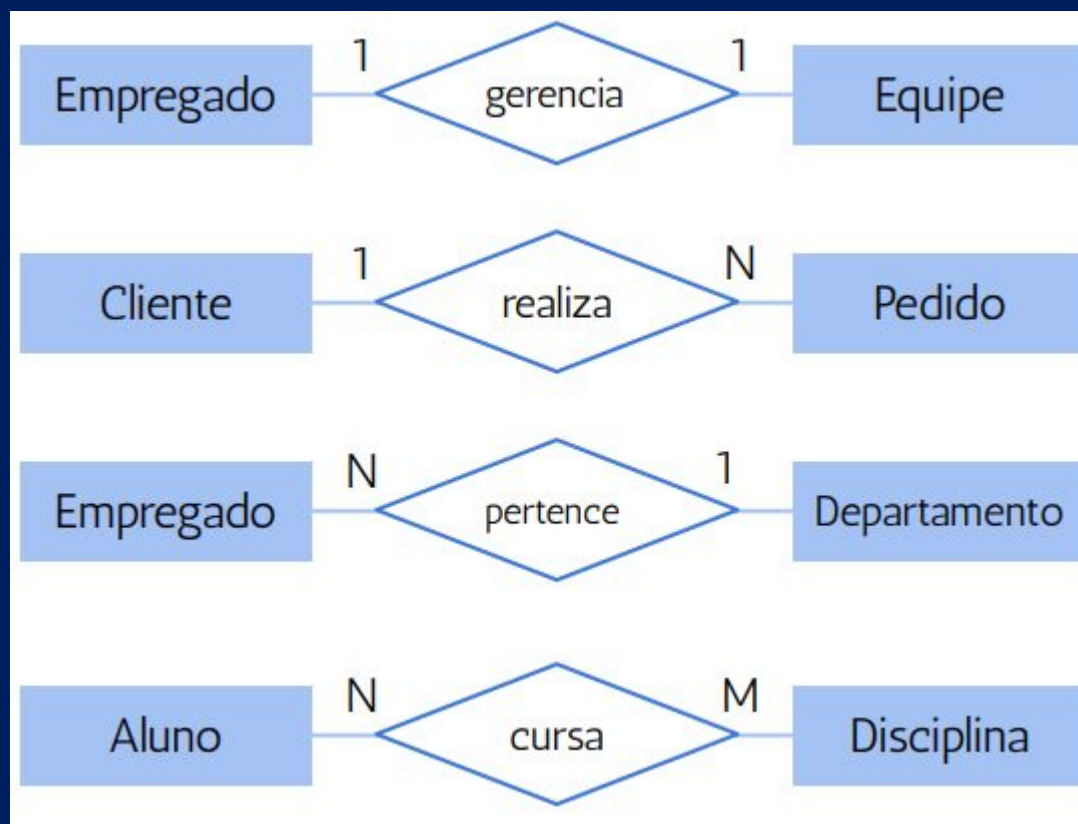 1 1
Empregado gerencia Equipe
1 N
Cliente realiza Pedido
N 1
Empregado pertence Departamento
N M
Aluno cursa Disciplina